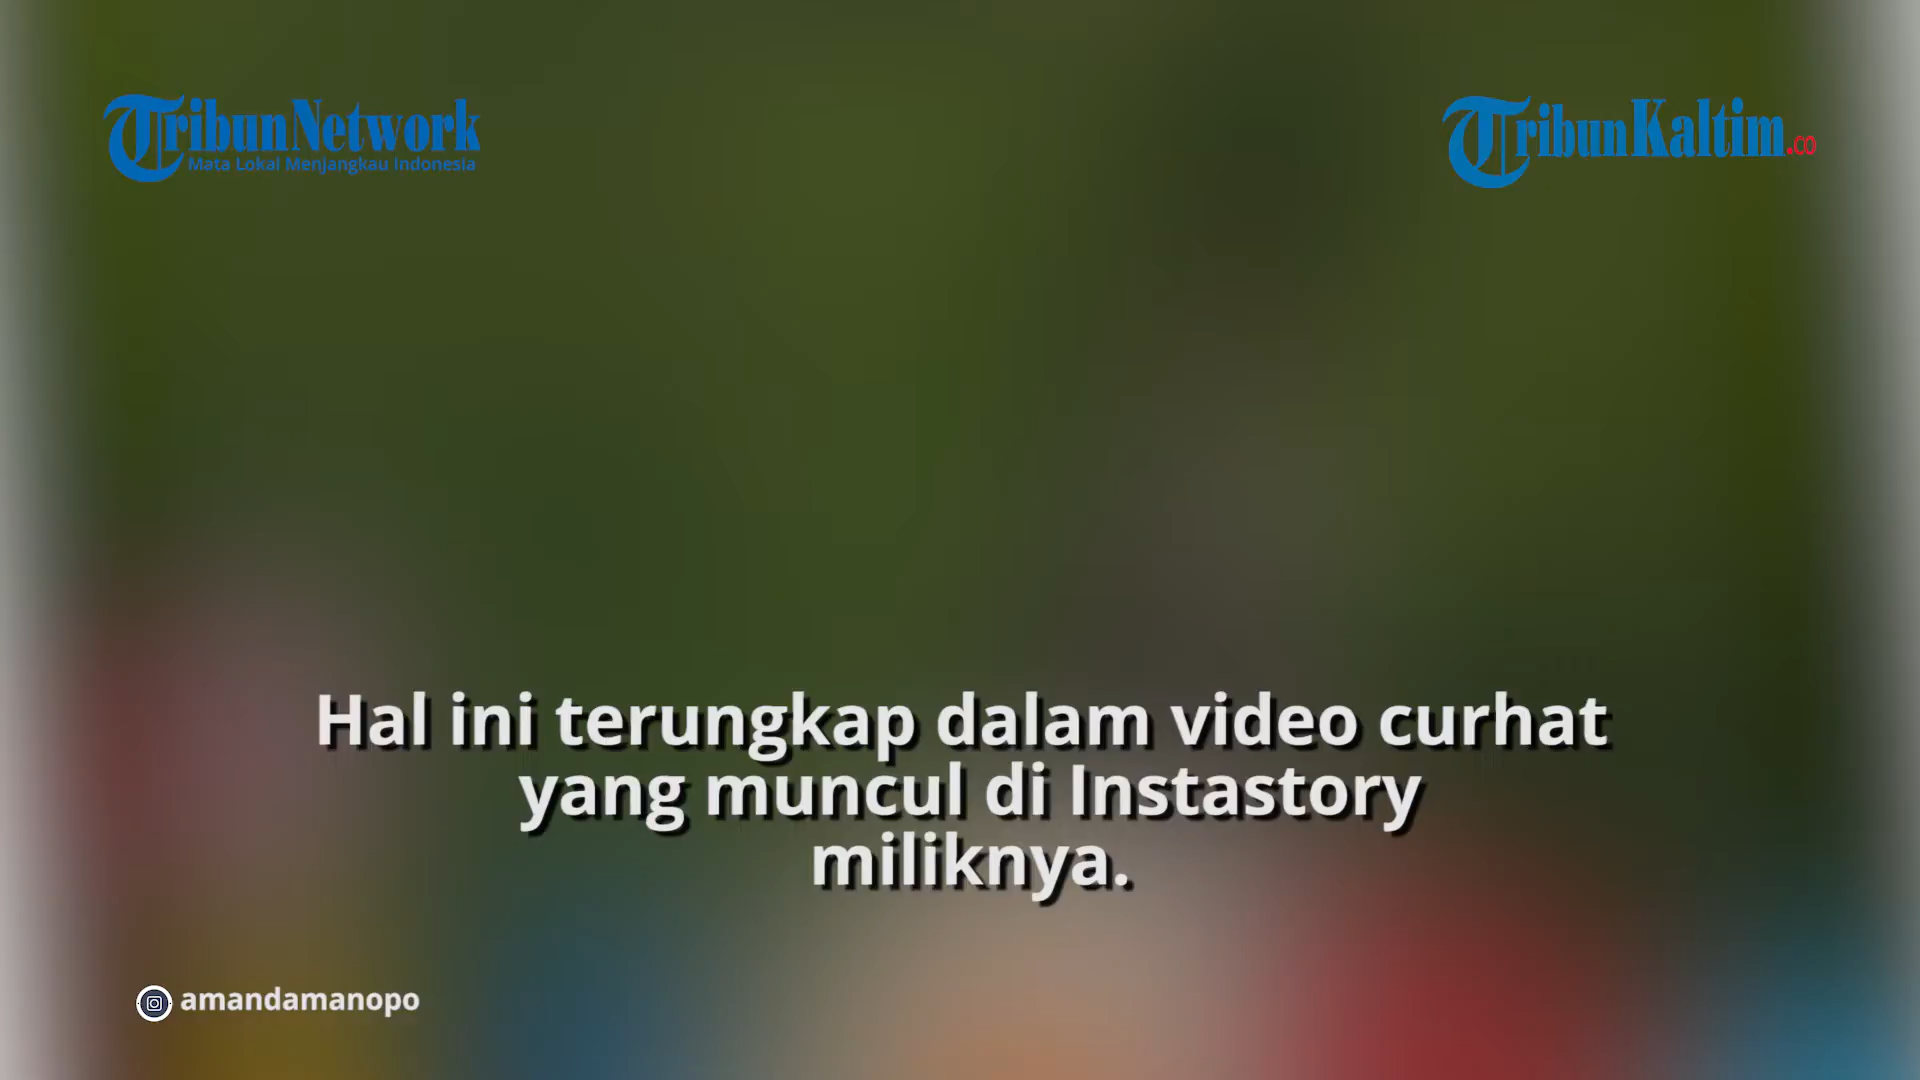 TribunNetwork
Mata Lokal Menjangkau Indonesia
TribunKaltim.co
Hal ini terungkap dalam video curhat
yang muncul di Instastory
miliknya.
amandamanopo